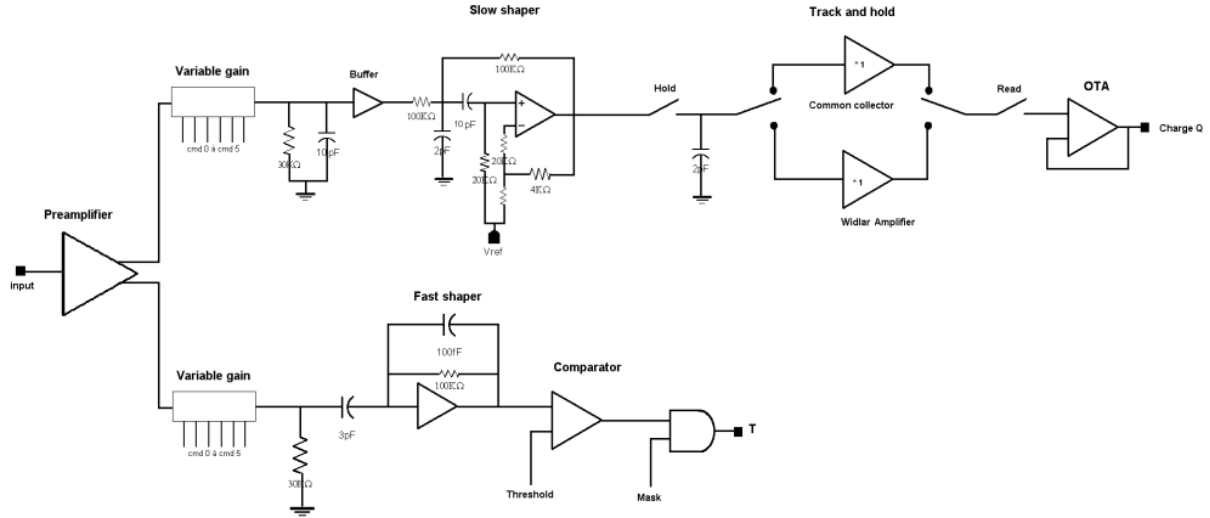 Slow shaper
Track and hold
Variable gain
Buffer
100KΩ
* 1
Hold
Common collector
Read
OTA
Charge Q
100KΩ
10 pF
2pF
cmd 0 à cmd 5
30KΩ
10 pF
20KΩ
20KΩ
4KΩ
2pF
* 1
Widlar Amplifier
Vref
Preamplifier
input
Fast shaper
100fF
100KΩ
Variable gain
Comparator
cmd 0 à cmd 5
3pF
30KΩ
T
Threshold
Mask